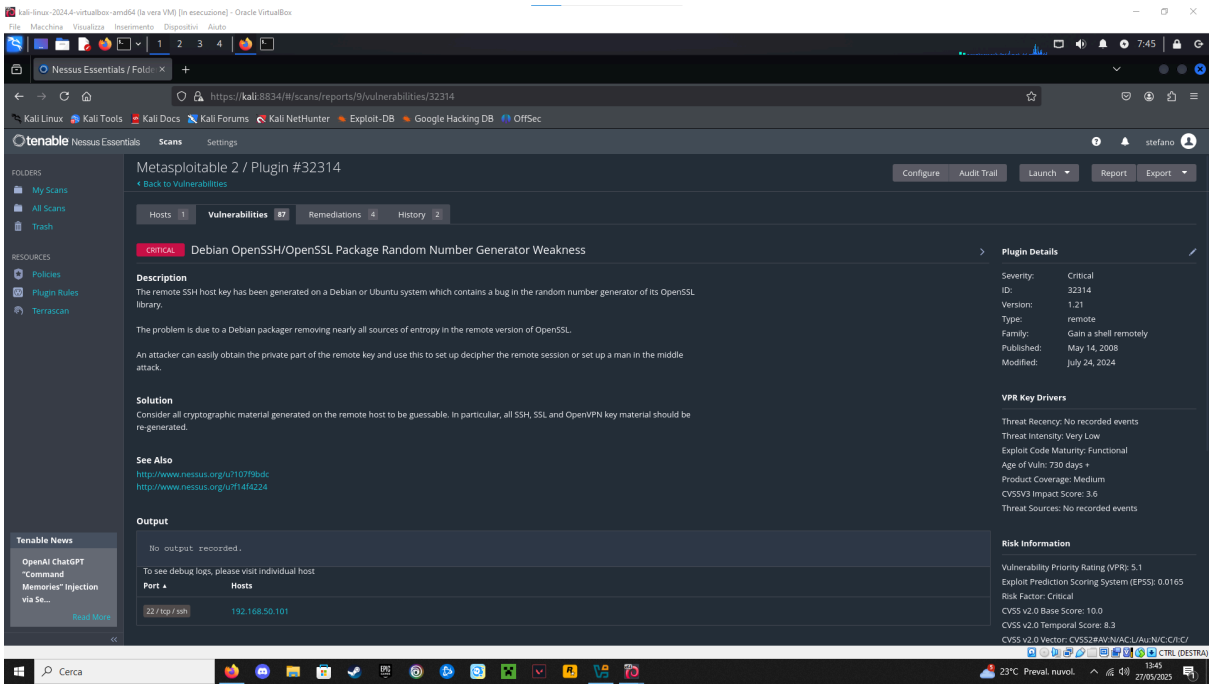 kali-linux-2024.4-virtualbox-amd64 (la vera VM) [In esecuzione] - Oracle VirtualBox
File Macchina Visualizza Inserimento Dispositivi Aiuto
1 2 3 4
7:45
Nessus Essentials / Folde
https://kali:8834/#/scans/reports/9/vulnerabilities/32314
Kali Linux Kali Tools Kali Docs Kali Forums Kali NetHunter Exploit-DB Google Hacking DB OffSec
tenable Nessus Essentials Scans Settings stefano
FOLDERS
My Scans
All Scans
Trash
RESOURCES
Policies
Plugin Rules
Terrascan
Tenable News
OpenAI ChatGPT
"Command
Memories" Injection
via Se...
Read More
Metasploitable 2 / Plugin #32314
Back to Vulnerabilities
Configure Audit Trail Launch Report Export
Hosts 1 Vulnerabilities 87 Remediations 4 History 2
CRITICAL Debian OpenSSH/OpenSSL Package Random Number Generator Weakness
Description
The remote SSH host key has been generated on a Debian or Ubuntu system which contains a bug in the random number generator of its OpenSSL
library.
The problem is due to a Debian packager removing nearly all sources of entropy in the remote version of OpenSSL.
An attacker can easily obtain the private part of the remote key and use this to set up decipher the remote session or set up a man in the middle
attack.
Solution
Consider all cryptographic material generated on the remote host to be guessable. In particuliar, all SSH, SSL and OpenVPN key material should be
re-generated.
See Also
http://www.nessus.org/u?107f9bdc
http://www.nessus.org/u?f14f4224
Output
No output recorded.
To see debug logs, please visit individual host
Port Hosts
22 / tcp / ssh 192.168.50.101
Plugin Details
Severity: Critical
ID: 32314
Version: 1.21
Type: remote
Family: Gain a shell remotely
Published: May 14, 2008
Modified: July 24, 2024
VPR Key Drivers
Threat Recency: No recorded events
Threat Intensity: Very Low
Exploit Code Maturity: Functional
Age of Vuln: 730 days +
Product Coverage: Medium
CVSSV3 Impact Score: 3.6
Threat Sources: No recorded events
Risk Information
Vulnerability Priority Rating (VPR): 5.1
Exploit Prediction Scoring System (EPSS): 0.0165
Risk Factor: Critical
CVSS v2.0 Base Score: 10.0
CVSS v2.0 Temporal Score: 8.3
CVSS v2.0 Vector: CVSS2#AV:N/AC:L/Au:N/C:C/I:C/
CTRL (DESTRA)
Cerca
23°C Preval. nuvol.
13:45
27/05/2025